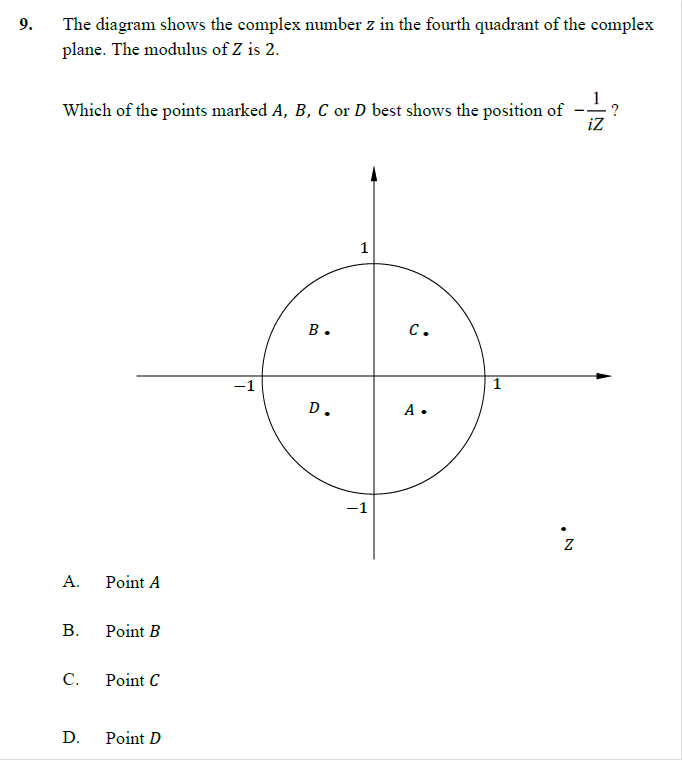 9. The diagram shows the complex number z in the fourth quadrant of the complex
plane. The modulus of Z is 2.
Which of the points marked A, B, C or D best shows the position of −1/iZ ?
1
B. C.
−1 1
D. A.
−1
Z
A. Point A
B. Point B
C. Point C
D. Point D